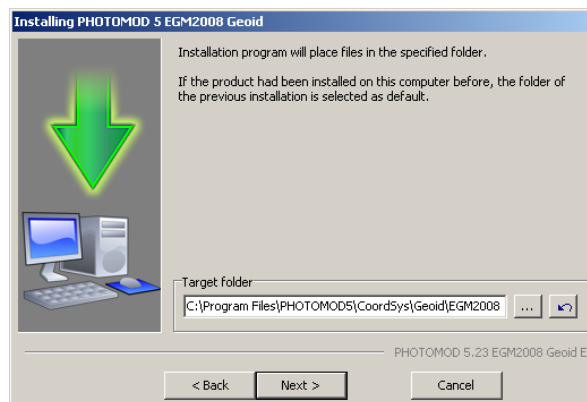 Installing PHOTOMOD 5 EGM2008 Geoid
Installation program will place files in the specified folder.
If the product had been installed on this computer before, the folder of
the previous installation is selected as default.
Target folder
C:\Program Files\PHOTOMOD5\CoordSys\Geoid\EGM2008
...
PHOTOMOD 5.23 EGM2008 Geoid E
< Back Next > Cancel